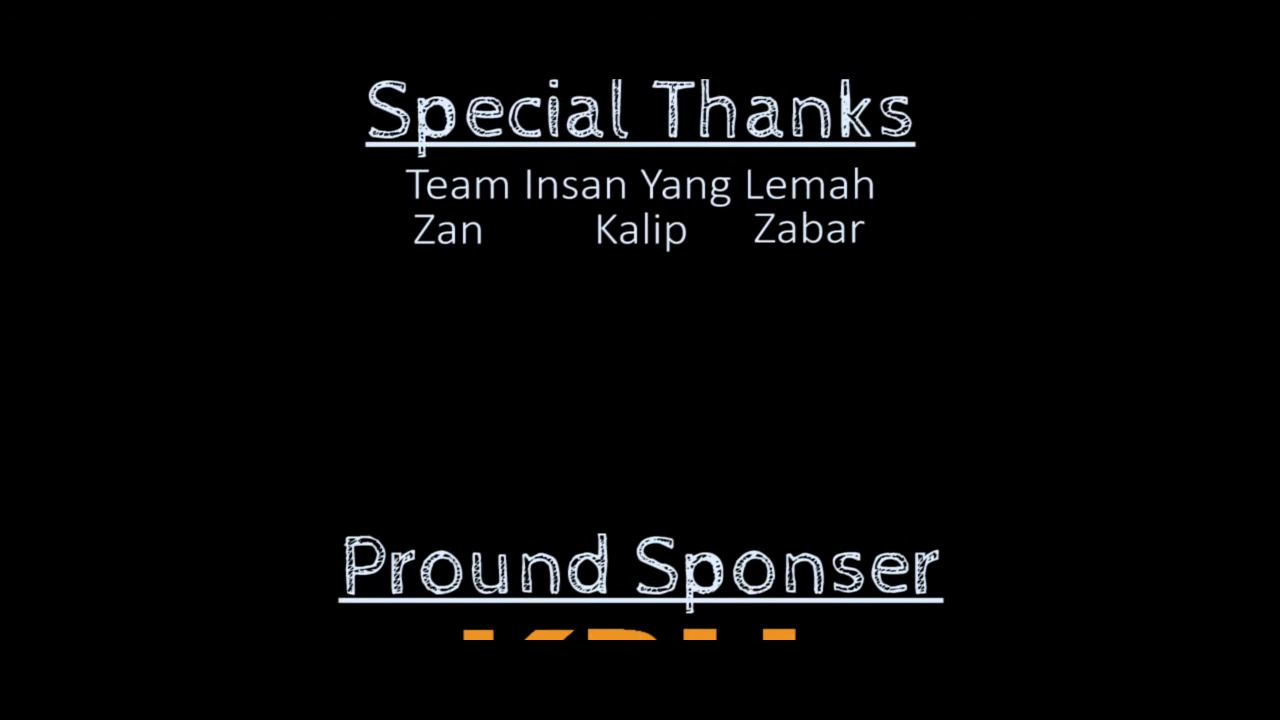 Special Thanks
Team Insan Yang Lemah
Zan Kalip Zabar
Pround Sponser